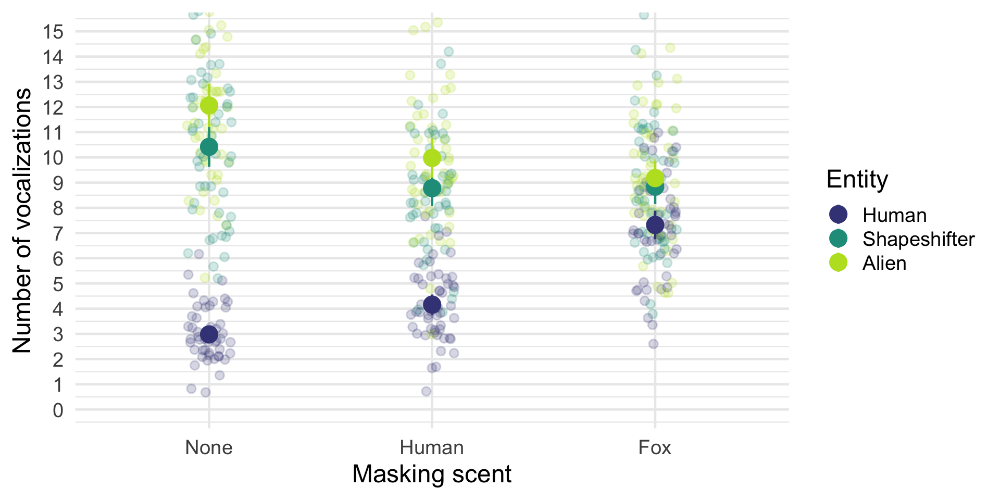 Number of vocalizations
15
14
13
12
11
10
9
8
7
6
5
4
3
2
1
0
None
Human
Fox
Masking scent
Entity
Human
Shapeshifter
Alien